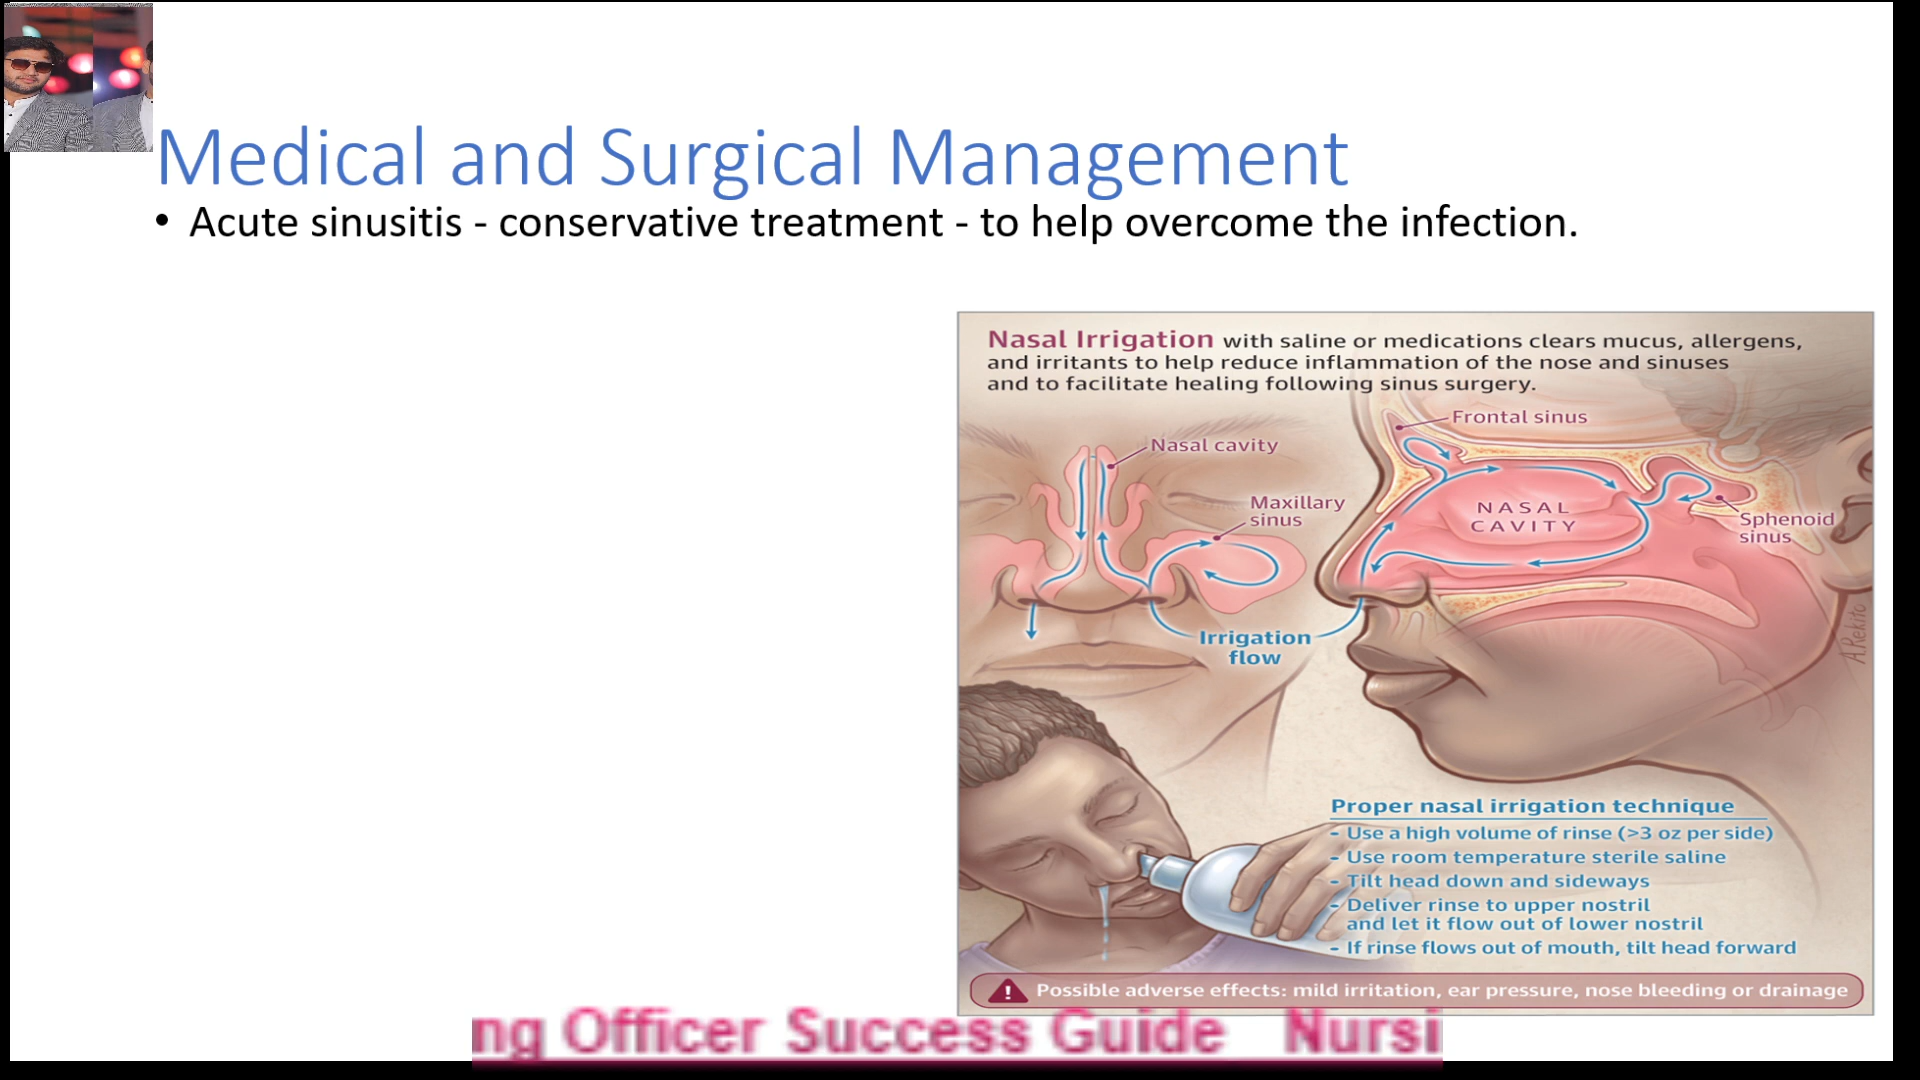 Medical and Surgical Management
• Acute sinusitis - conservative treatment - to help overcome the infection.
Nasal Irrigation with saline or medications clears mucus, allergens,
and irritants to help reduce inflammation of the nose and sinuses
and to facilitate healing following sinus surgery.
Frontal sinus
Nasal cavity
Maxillary
sinus
NASAL
CAVITY
Sphenoid
sinus
Irrigation
flow
A.Rekito
Proper nasal irrigation technique
- Use a high volume of rinse (>3 oz per side)
- Use room temperature sterile saline
- Tilt head down and sideways
- Deliver rinse to upper nostril
and let it flow out of lower nostril
- If rinse flows out of mouth, tilt head forward
! Possible adverse effects: mild irritation, ear pressure, nose bleeding or drainage
ng Officer Success Guide Nursi